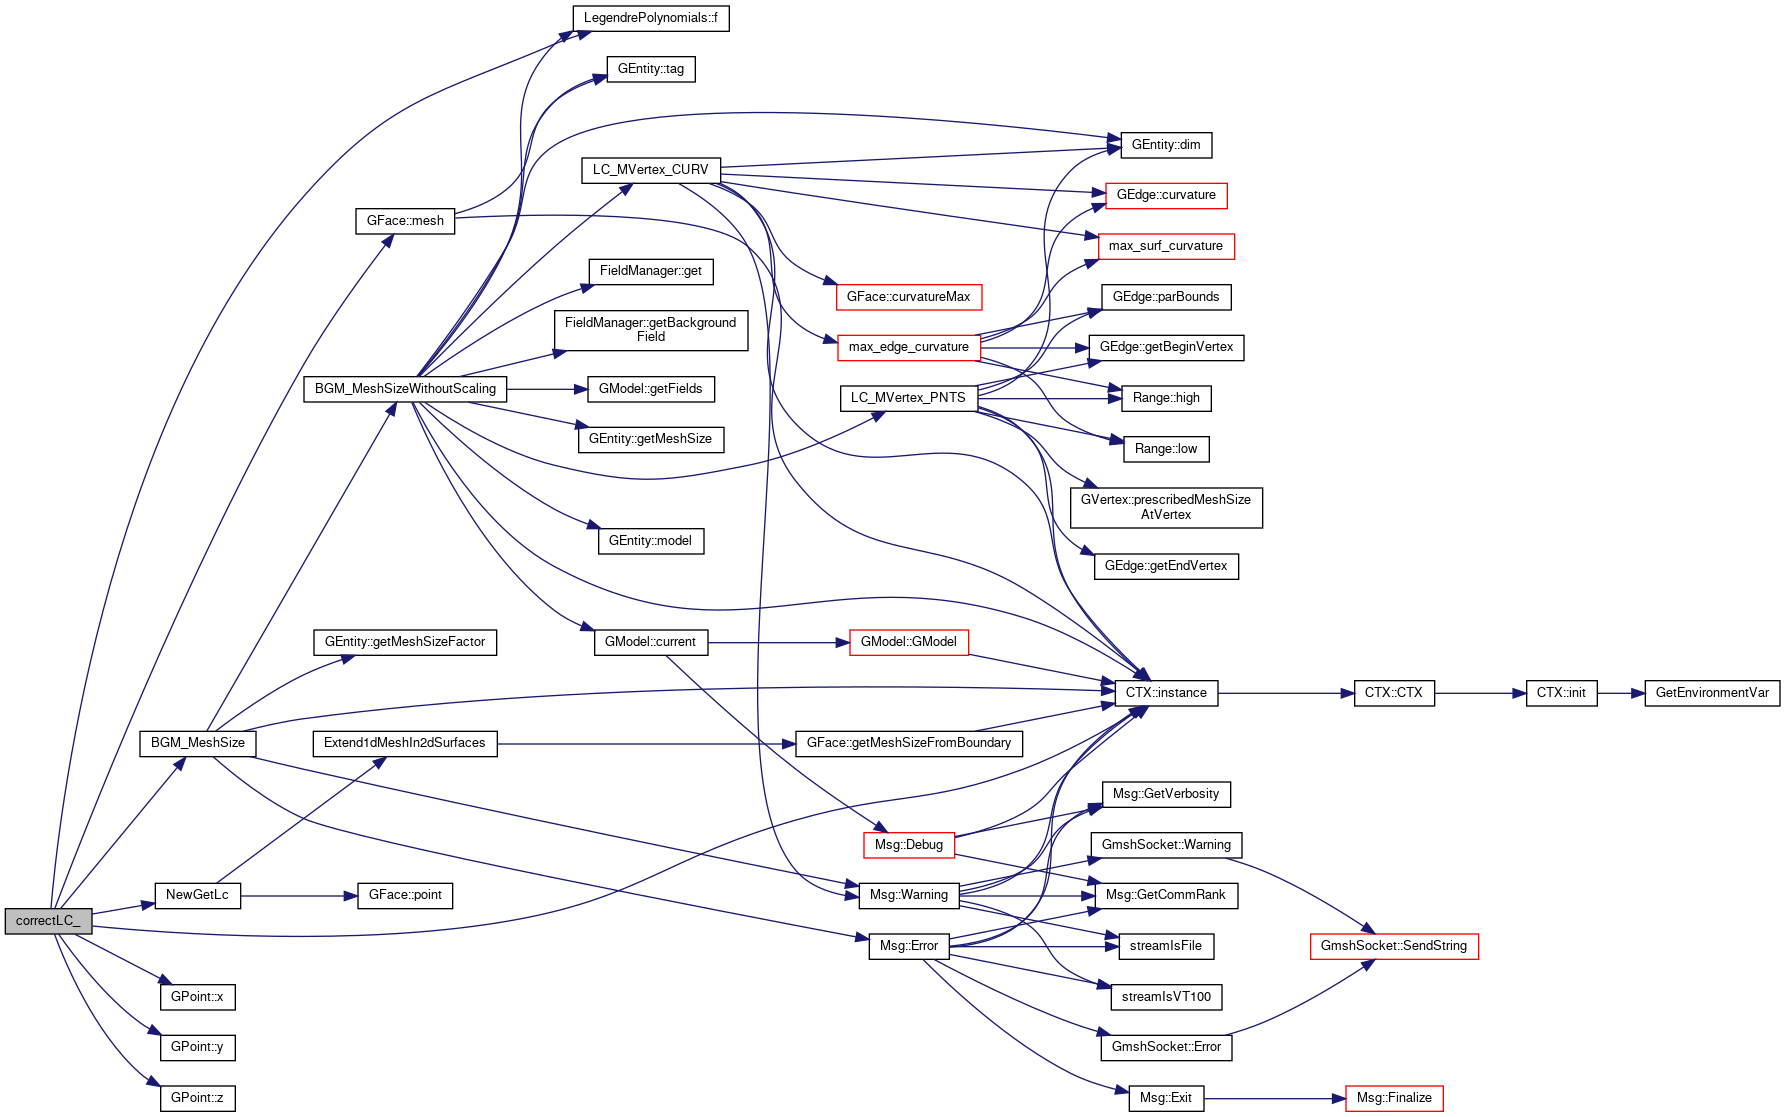 LegendrePolynomials::f
GEntity::tag
GEntity::dim
LC_MVertex_CURV
GEdge::curvature
GFace::mesh
max_surf_curvature
FieldManager::get
GFace::curvatureMax
GEdge::parBounds
FieldManager::getBackground
Field
max_edge_curvature
GEdge::getBeginVertex
BGM_MeshSizeWithoutScaling
GModel::getFields
LC_MVertex_PNTS
Range::high
GEntity::getMeshSize
Range::low
GVertex::prescribedMeshSize
AtVertex
GEntity::model
GEdge::getEndVertex
GEntity::getMeshSizeFactor
GModel::current
GModel::GModel
CTX::instance
CTX::CTX
CTX::init
GetEnvironmentVar
BGM_MeshSize
Extend1dMeshIn2dSurfaces
GFace::getMeshSizeFromBoundary
Msg::GetVerbosity
Msg::Debug
GmshSocket::Warning
NewGetLc
GFace::point
Msg::Warning
Msg::GetCommRank
correctLC_
Msg::Error
streamIsFile
GmshSocket::SendString
GPoint::x
streamIsVT100
GPoint::y
GmshSocket::Error
GPoint::z
Msg::Exit
Msg::Finalize